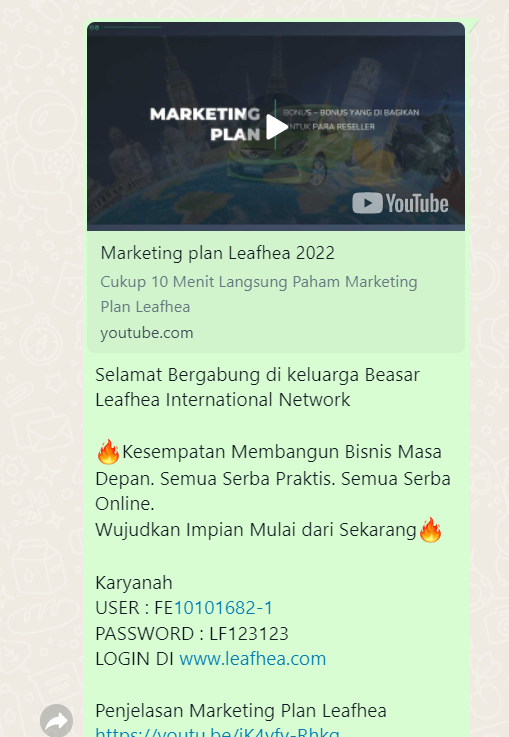 MARKETING
PLAN
BONUS - BONUS YANG DI BAGIKAN
UNTUK PARA RESELLER
YouTube
Marketing plan Leafhea 2022
Cukup 10 Menit Langsung Paham Marketing
Plan Leafhea
youtube.com
Selamat Bergabung di keluarga Beasar
Leafhea International Network
🔥Kesempatan Membangun Bisnis Masa
Depan. Semua Serba Praktis. Semua Serba
Online.
Wujudkan Impian Mulai dari Sekarang🔥
Karyanah
USER : FE10101682-1
PASSWORD : LF123123
LOGIN DI www.leafhea.com
Penjelasan Marketing Plan Leafhea